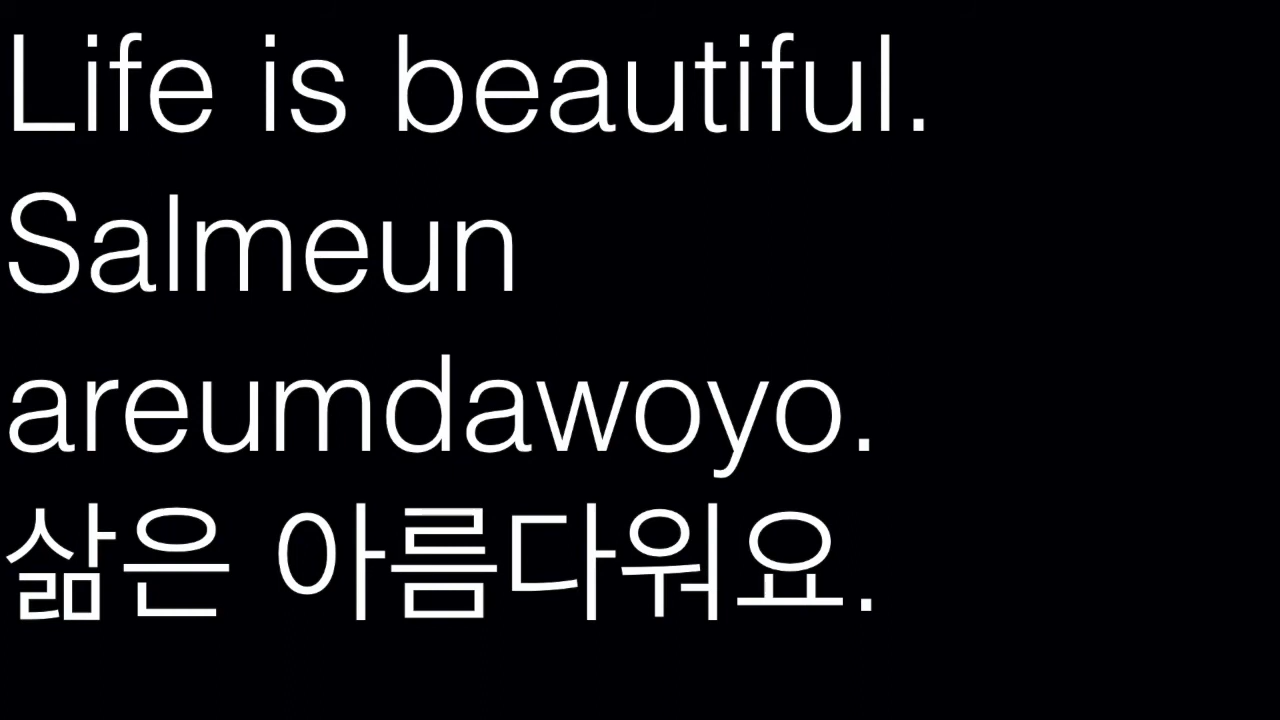 Life is beautiful.
Salmeun
areumdawoyo.
삶은 아름다워요.